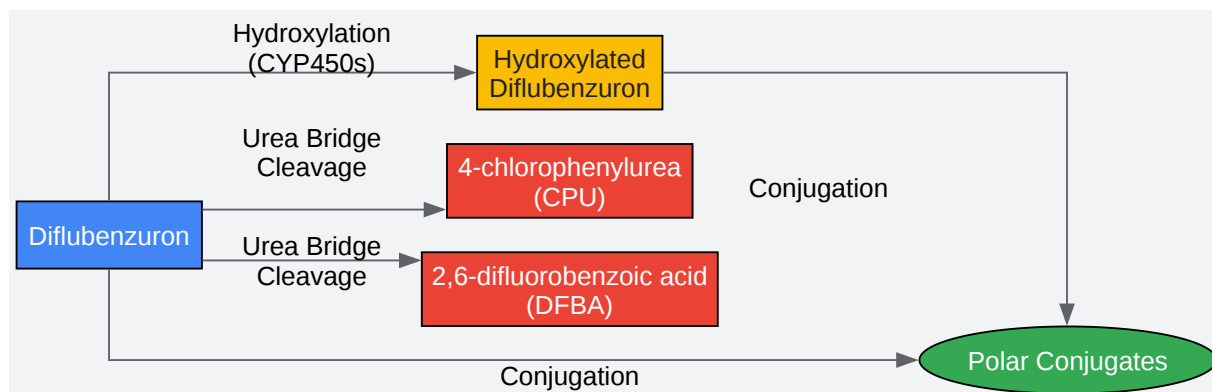 Hydroxylation
(CYP450s)
Hydroxylated
Diflubenzuron
Urea Bridge
Cleavage
4-chlorophenylurea
(CPU)
Conjugation
Diflubenzuron
Urea Bridge
Cleavage
2,6-difluorobenzoic acid
(DFBA)
Polar Conjugates
Conjugation